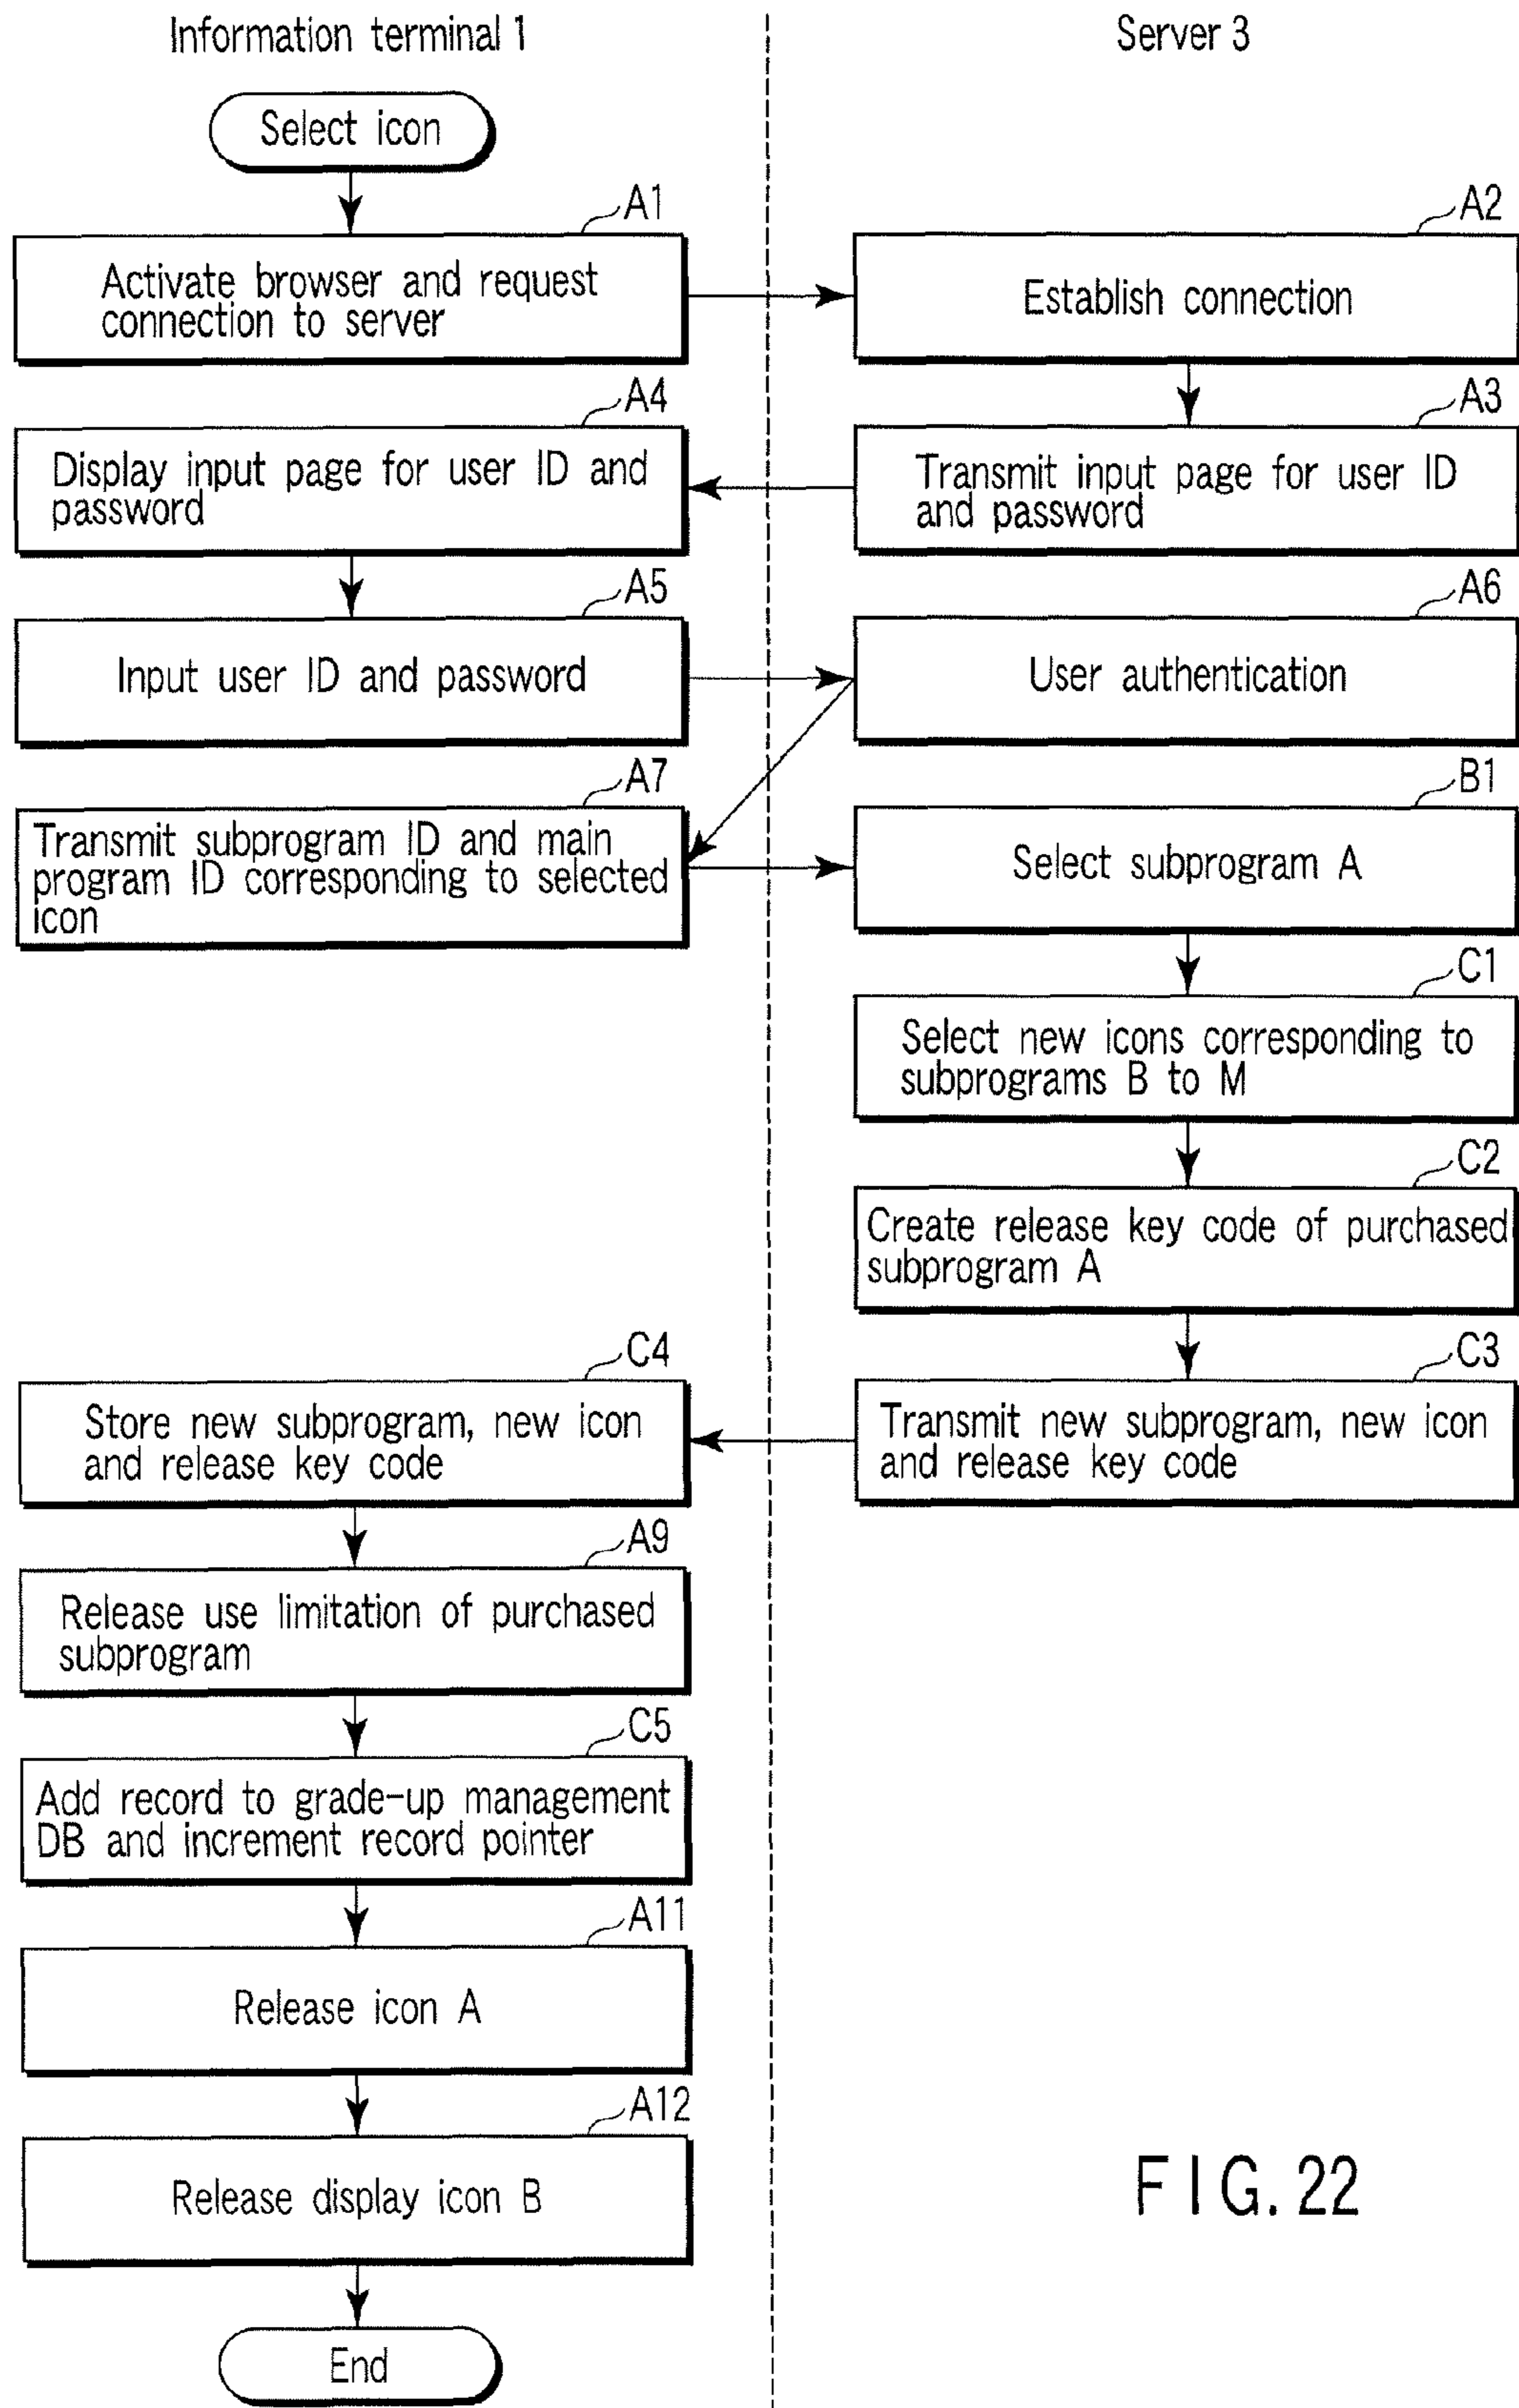 Information terminal 1
Server 3
Select icon
A1
Activate browser and request
connection to server
A2
Establish connection
A4
Display input page for user ID and
password
A3
Transmit input page for user ID
and password
A5
Input user ID and password
A6
User authentication
A7
Transmit subprogram ID and main
program ID corresponding to selected
icon
B1
Select subprogram A
C1
Select new icons corresponding to
subprograms B to M
C2
Create release key code of purchased
subprogram A
C4
Store new subprogram, new icon
and release key code
C3
Transmit new subprogram, new icon
and release key code
A9
Release use limitation of purchased
subprogram
C5
Add record to grade-up management
DB and increment record pointer
A11
Release icon A
A12
Release display icon B
End
FIG. 22